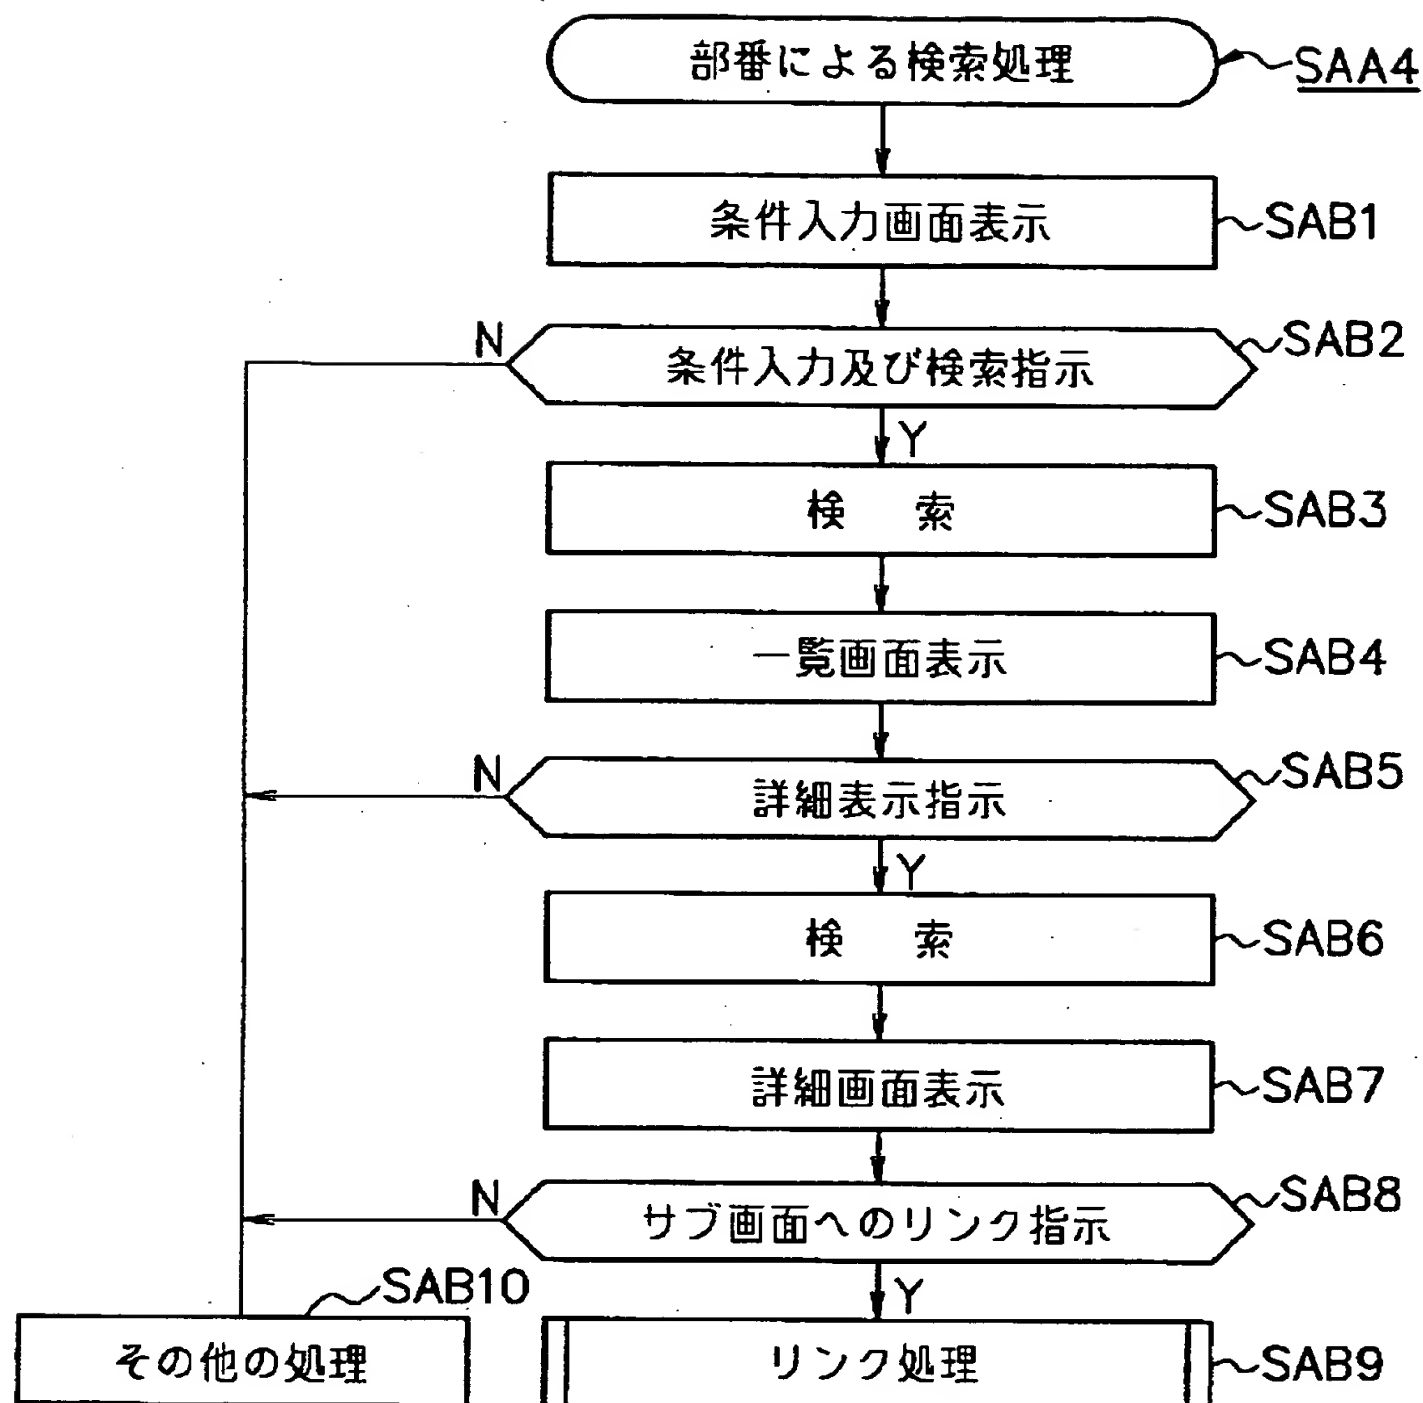 部番による検索処理 SAA4
条件入力画面表示 SAB1
N 条件入力及び検索指示 SAB2
Y
検 索 SAB3
一覧画面表示 SAB4
N 詳細表示指示 SAB5
Y
検 索 SAB6
詳細画面表示 SAB7
N サブ画面へのリンク指示 SAB8
SAB10 Y
その他の処理 リンク処理 SAB9